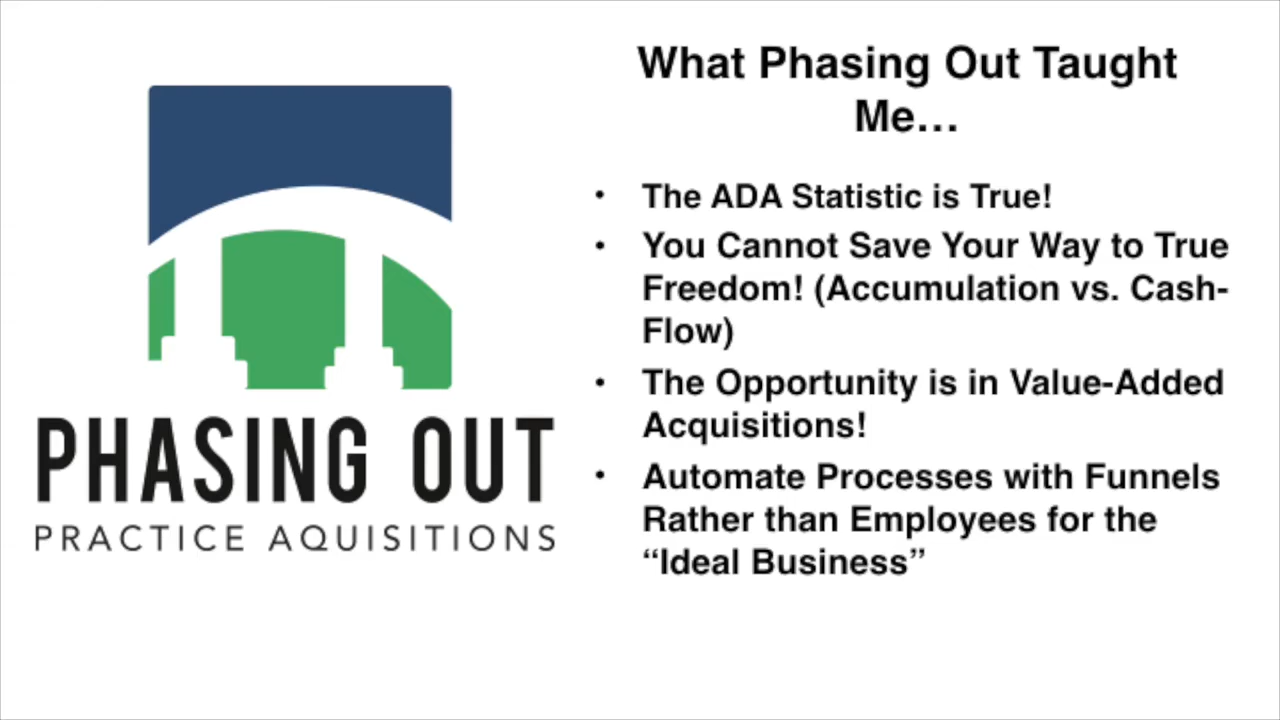 What Phasing Out Taught
Me…
• The ADA Statistic is True!
• You Cannot Save Your Way to True
Freedom! (Accumulation vs. Cash-
Flow)
• The Opportunity is in Value-Added
Acquisitions!
• Automate Processes with Funnels
Rather than Employees for the
“Ideal Business”
PHASING OUT
PRACTICE AQUISITIONS